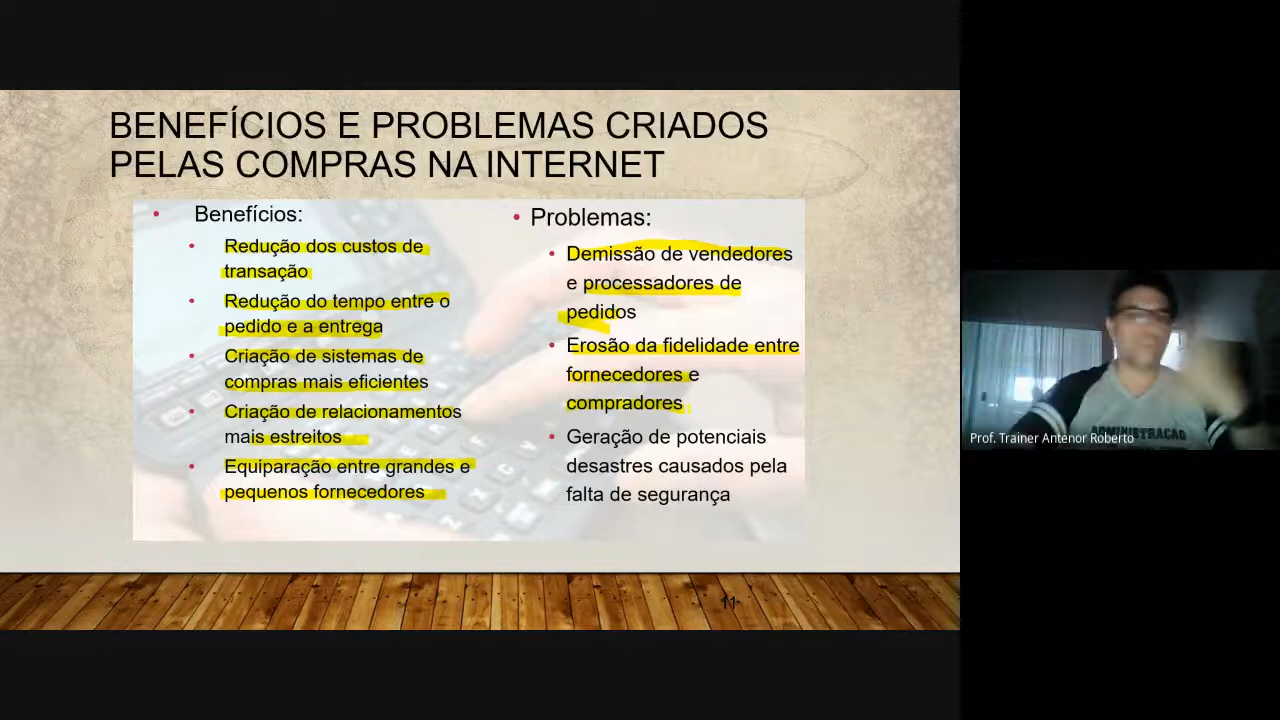 BENEFÍCIOS E PROBLEMAS CRIADOS
PELAS COMPRAS NA INTERNET
• Benefícios:
• Redução dos custos de
transação
• Redução do tempo entre o
pedido e a entrega
• Criação de sistemas de
compras mais eficientes
• Criação de relacionamentos
mais estreitos
• Equiparação entre grandes e
pequenos fornecedores
• Problemas:
• Demissão de vendedores
e processadores de
pedidos
• Erosão da fidelidade entre
fornecedores e
compradores
• Geração de potenciais
desastres causados pela
falta de segurança
11
ADMINISTRAÇÃO
Prof. Trainer Antenor Roberto